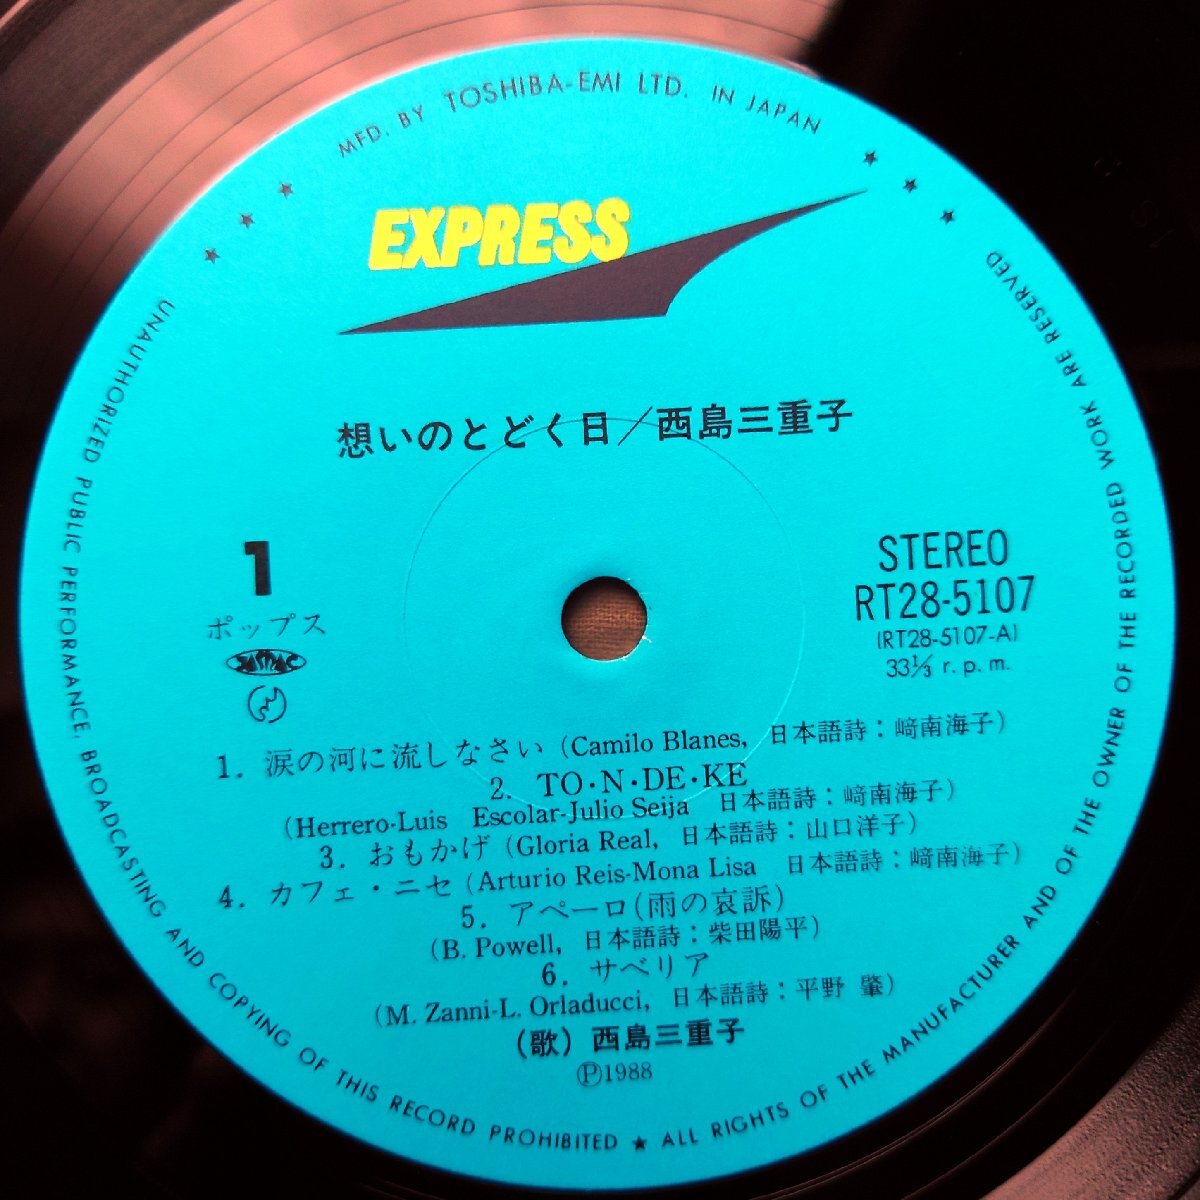 MFD. BY TOSHIBA-EMI LTD. IN JAPAN
★ ★ ★
★ ★ ★
EXPRESS
想いのとどく日／西島三重子
1
ポップス
STEREO
RT28-5107
(RT28-5107-A)
33⅓ r.p.m.
1. 涙の河に流しなさい (Camilo Blanes, 日本語詩：﨑南海子)
2. TO・N・DE・KE
(Herrero-Luis Escolar-Julio Seija 日本語詩：﨑南海子)
3. おもかげ (Gloria Real, 日本語詩：山口洋子)
4. カフェ・ニセ (Arturio Reis-Mona Lisa 日本語詩：﨑南海子)
5. アペーロ(雨の哀訴)
(B. Powell, 日本語詩：柴田陽平)
6. サベリア
(M. Zanni-L. Orladucci, 日本語詩：平野 肇)
(歌) 西島三重子
Ⓟ1988
UNAUTHORIZED PUBLIC PERFORMANCE, BROADCASTING AND COPYING OF THIS RECORD PROHIBITED ★ ALL RIGHTS OF THE MANUFACTURER AND OF THE OWNER OF THE RECORDED WORK ARE RESERVED